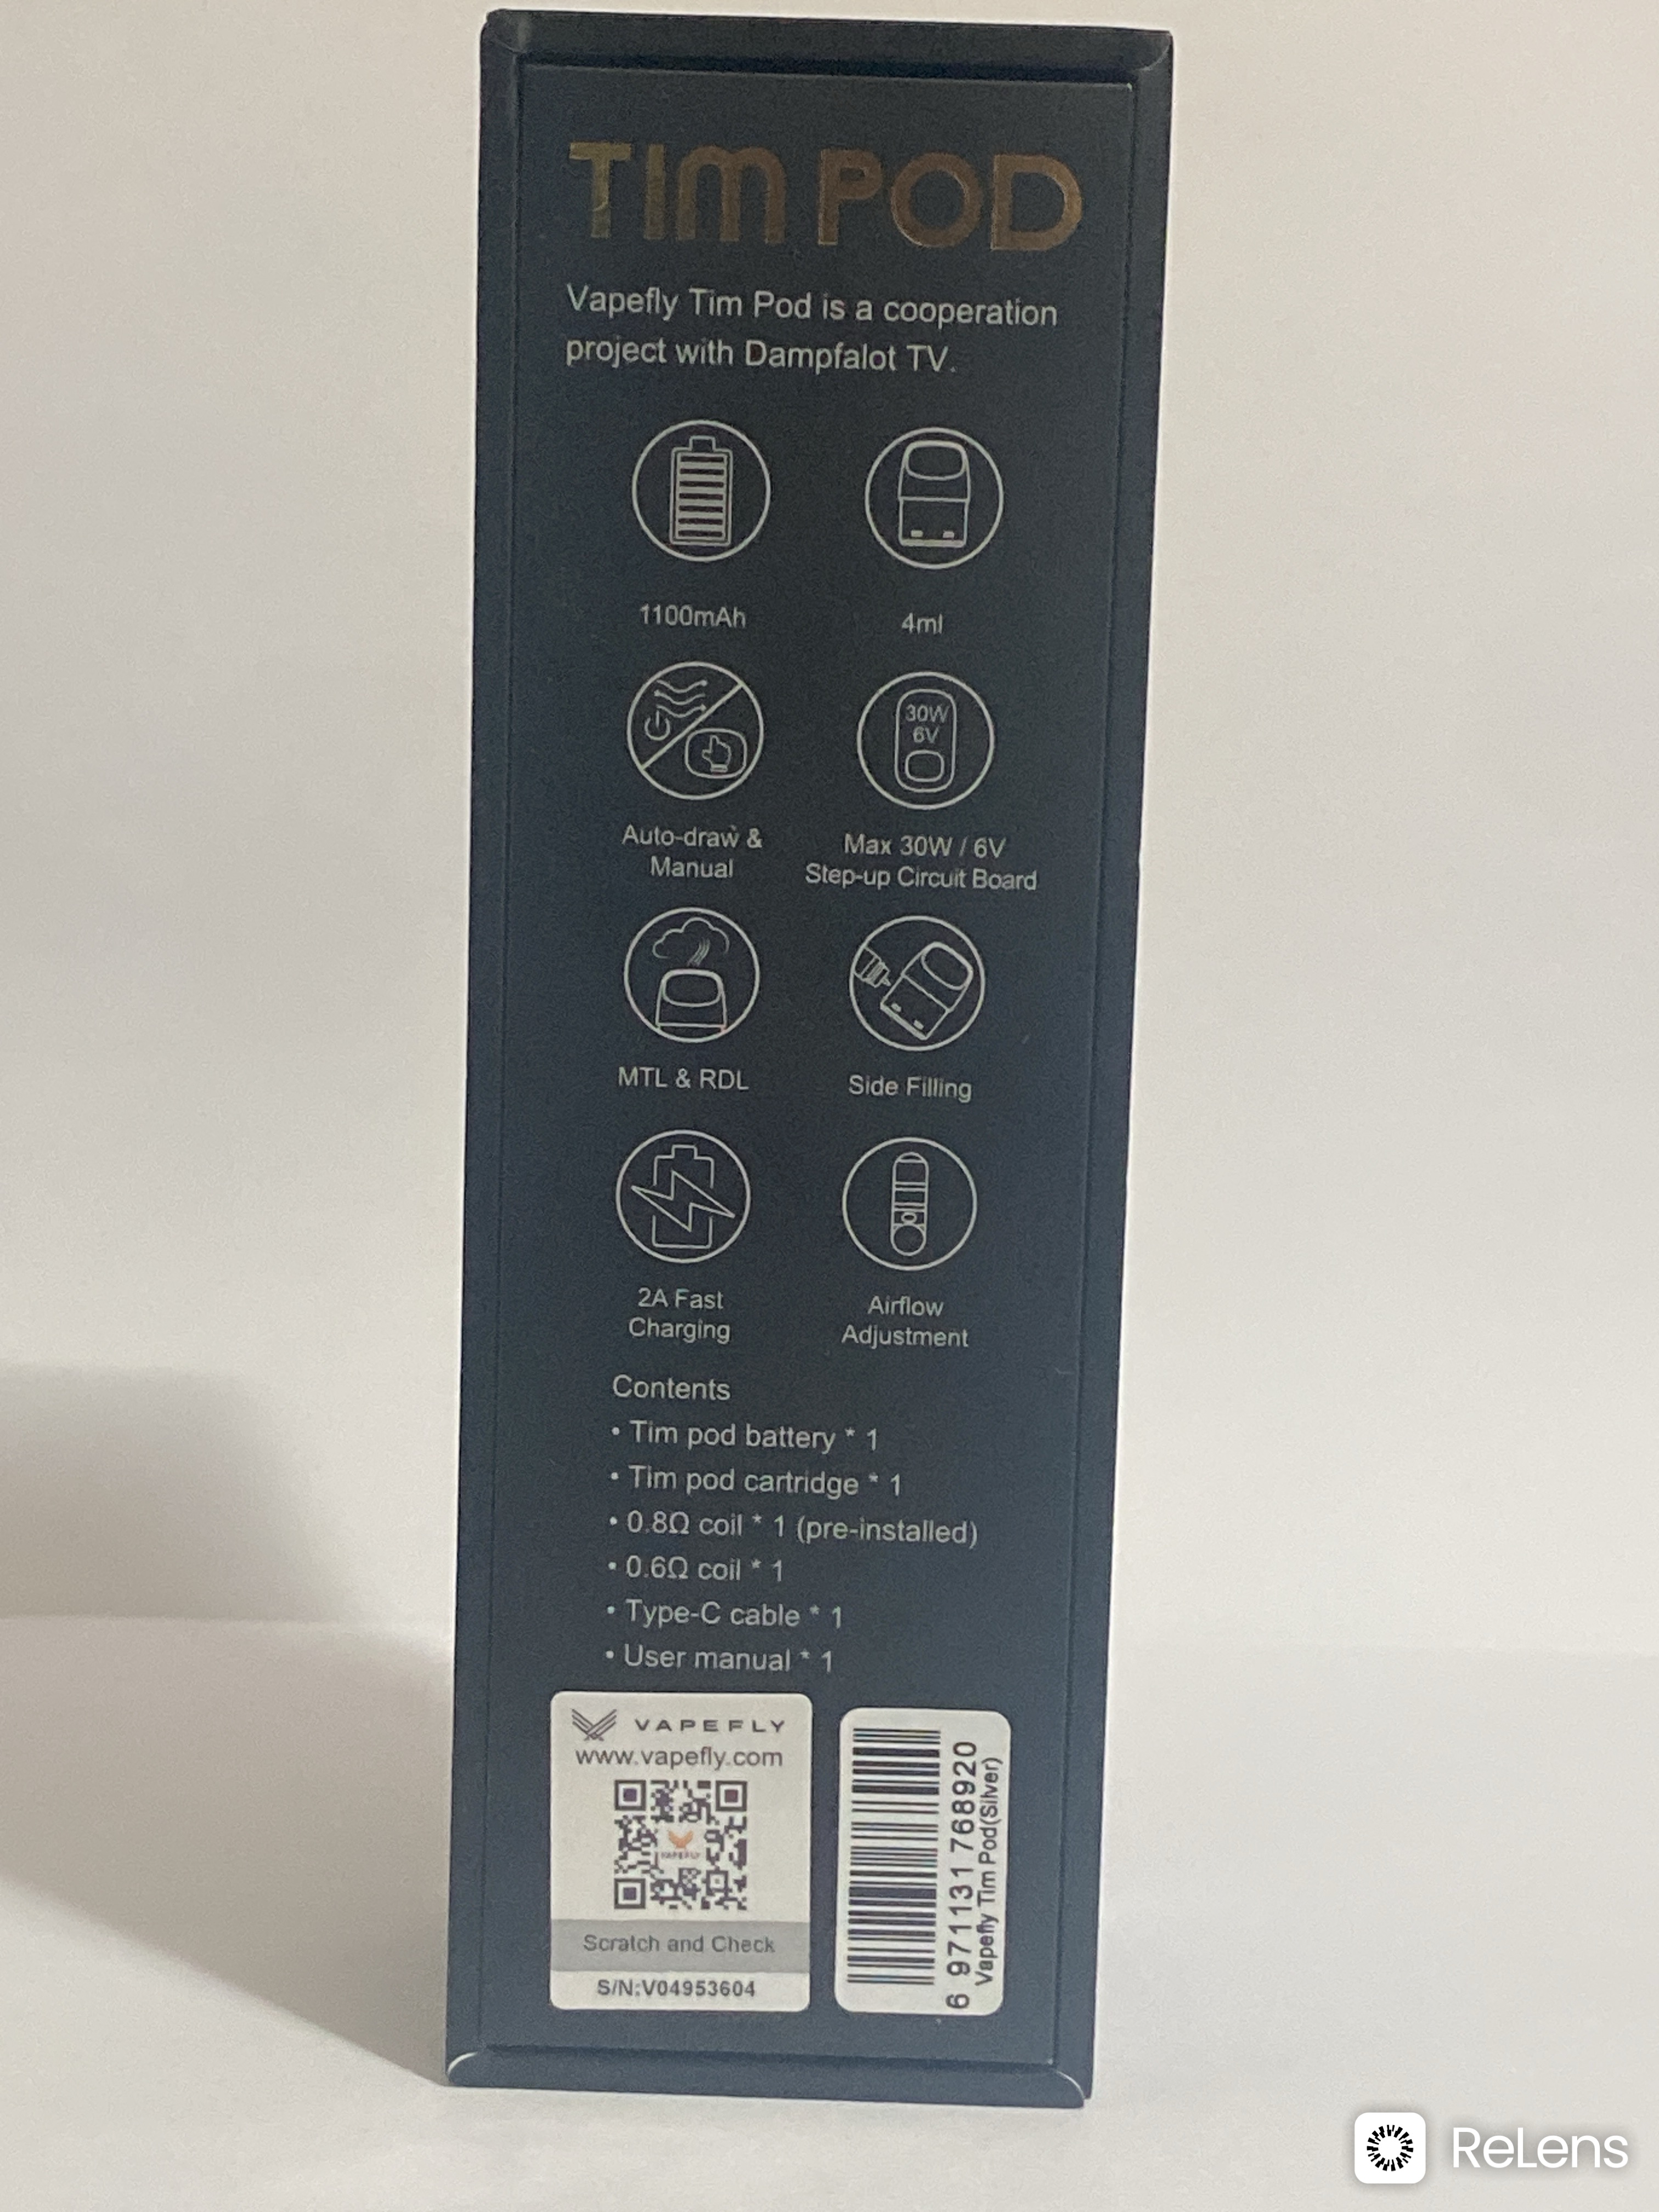 TIM POD
Vapefly Tim Pod is a cooperation
project with Dampfalot TV.
1100mAh
4ml
30W
6V
Auto-draw &
Manual
Max 30W / 6V
Step-up Circuit Board
MTL & RDL
Side Filling
2A Fast
Charging
Airflow
Adjustment
Contents
• Tim pod battery * 1
• Tim pod cartridge * 1
• 0.8Ω coil * 1 (pre-installed)
• 0.6Ω coil * 1
• Type-C cable * 1
• User manual * 1
VAPEFLY
www.vapefly.com
VAPEFLY
Scratch and Check
S/N:V04953604
6 971131 768920
Vapefly Tim Pod(Silver)
ReLens